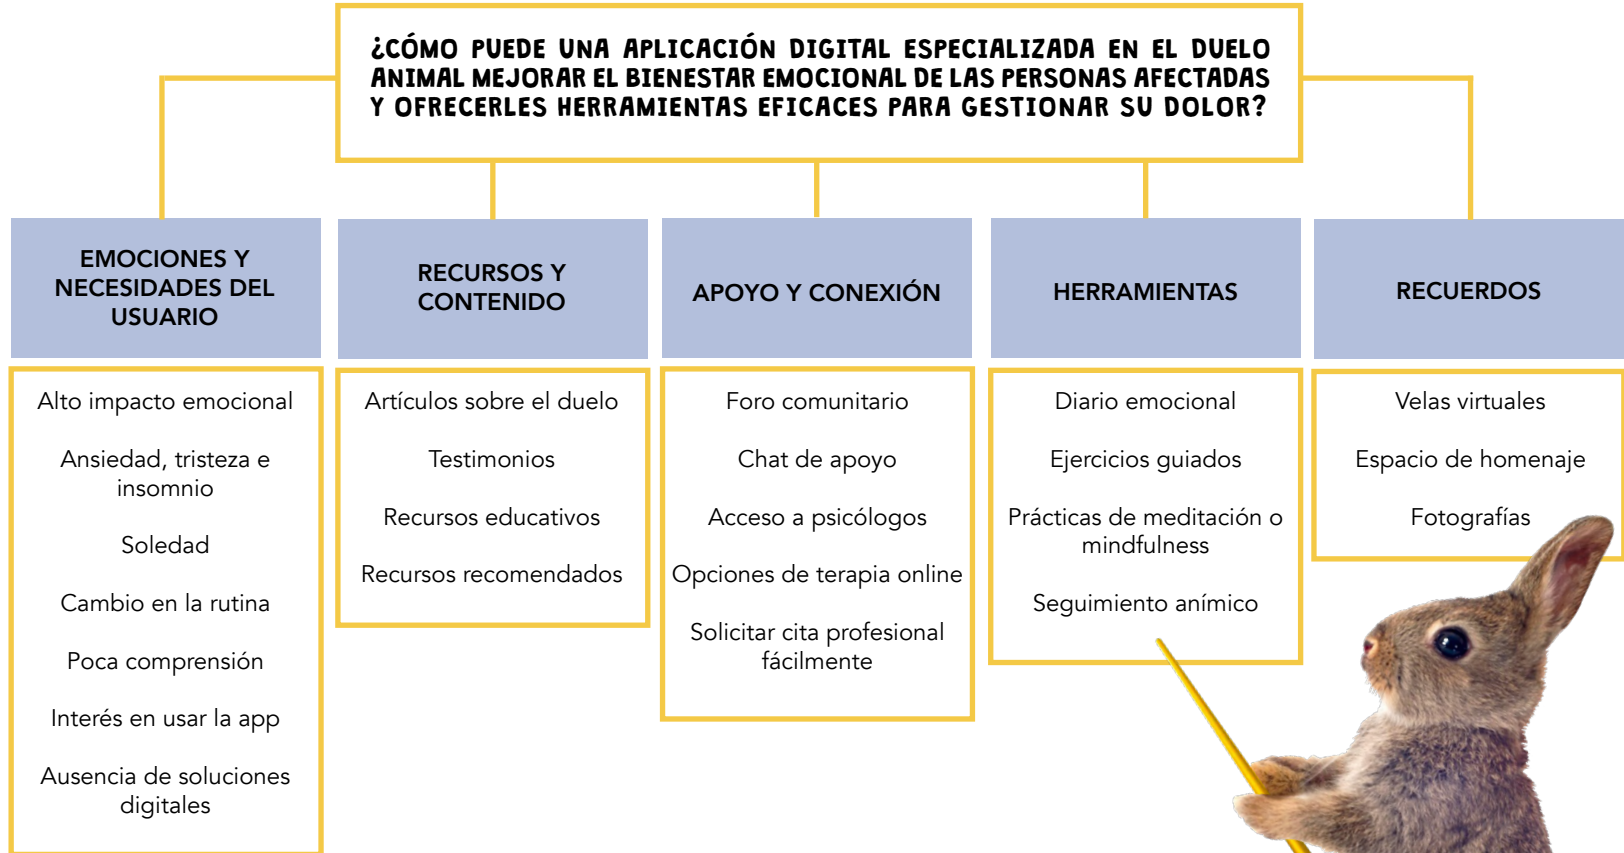 ¿CÓMO PUEDE UNA APLICACIÓN DIGITAL ESPECIALIZADA EN EL DUELO
ANIMAL MEJORAR EL BIENESTAR EMOCIONAL DE LAS PERSONAS AFECTADAS
Y OFRECERLES HERRAMIENTAS EFICACES PARA GESTIONAR SU DOLOR?
EMOCIONES Y
NECESIDADES DEL
USUARIO
Alto impacto emocional
Ansiedad, tristeza e
insomnio
Soledad
Cambio en la rutina
Poca comprensión
Interés en usar la app
Ausencia de soluciones
digitales
RECURSOS Y
CONTENIDO
Artículos sobre el duelo
Testimonios
Recursos educativos
Recursos recomendados
APOYO Y CONEXIÓN
Foro comunitario
Chat de apoyo
Acceso a psicólogos
Opciones de terapia online
Solicitar cita profesional
fácilmente
HERRAMIENTAS
Diario emocional
Ejercicios guiados
Prácticas de meditación o
mindfulness
Seguimiento anímico
RECUERDOS
Velas virtuales
Espacio de homenaje
Fotografías